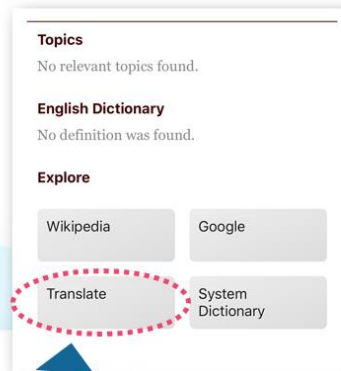 Topics
No relevant topics found.
English Dictionary
No definition was found.
Explore
Wikipedia
Google
Translate
System
Dictionary